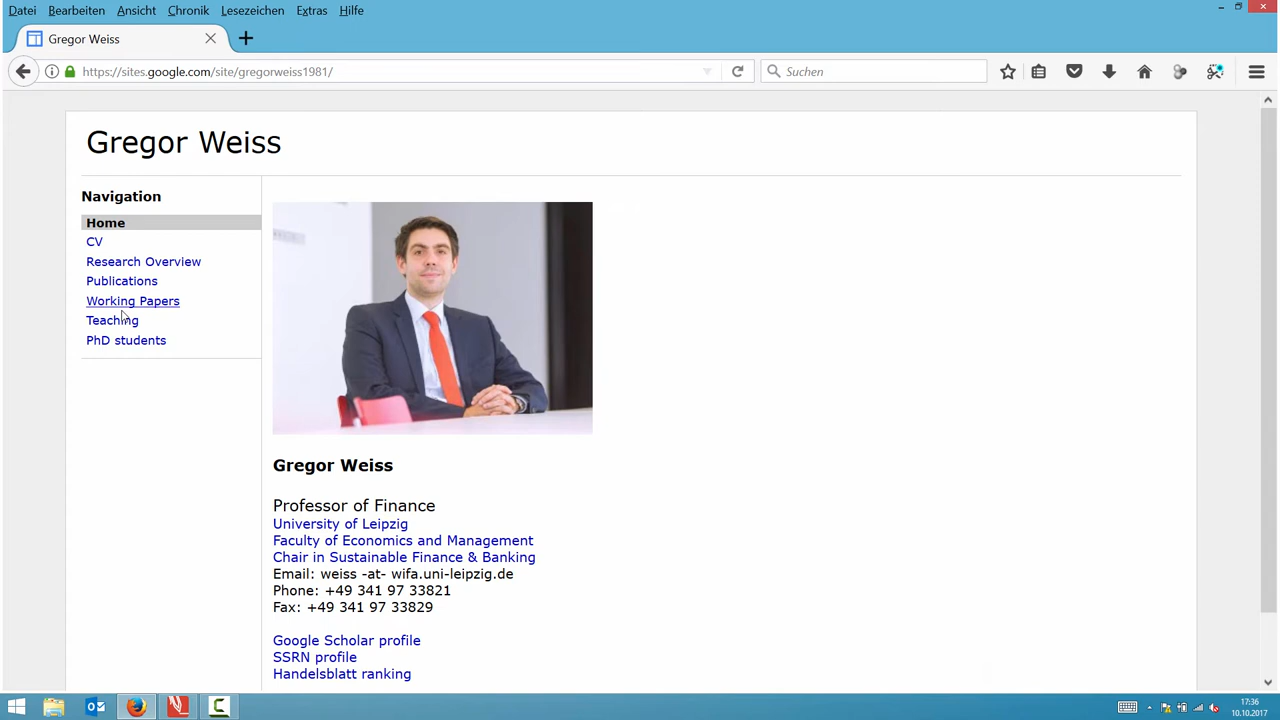 Datei Bearbeiten Ansicht Chronik Lesezeichen Extras Hilfe
Gregor Weiss
https://sites.google.com/site/gregorweiss1981/
Suchen
Gregor Weiss
Navigation
Home
CV
Research Overview
Publications
Working Papers
Teaching
PhD students
Gregor Weiss
Professor of Finance
University of Leipzig
Faculty of Economics and Management
Chair in Sustainable Finance & Banking
Email: weiss -at- wifa.uni-leipzig.de
Phone: +49 341 97 33821
Fax: +49 341 97 33829
Google Scholar profile
SSRN profile
Handelsblatt ranking
17:36
10.10.2017